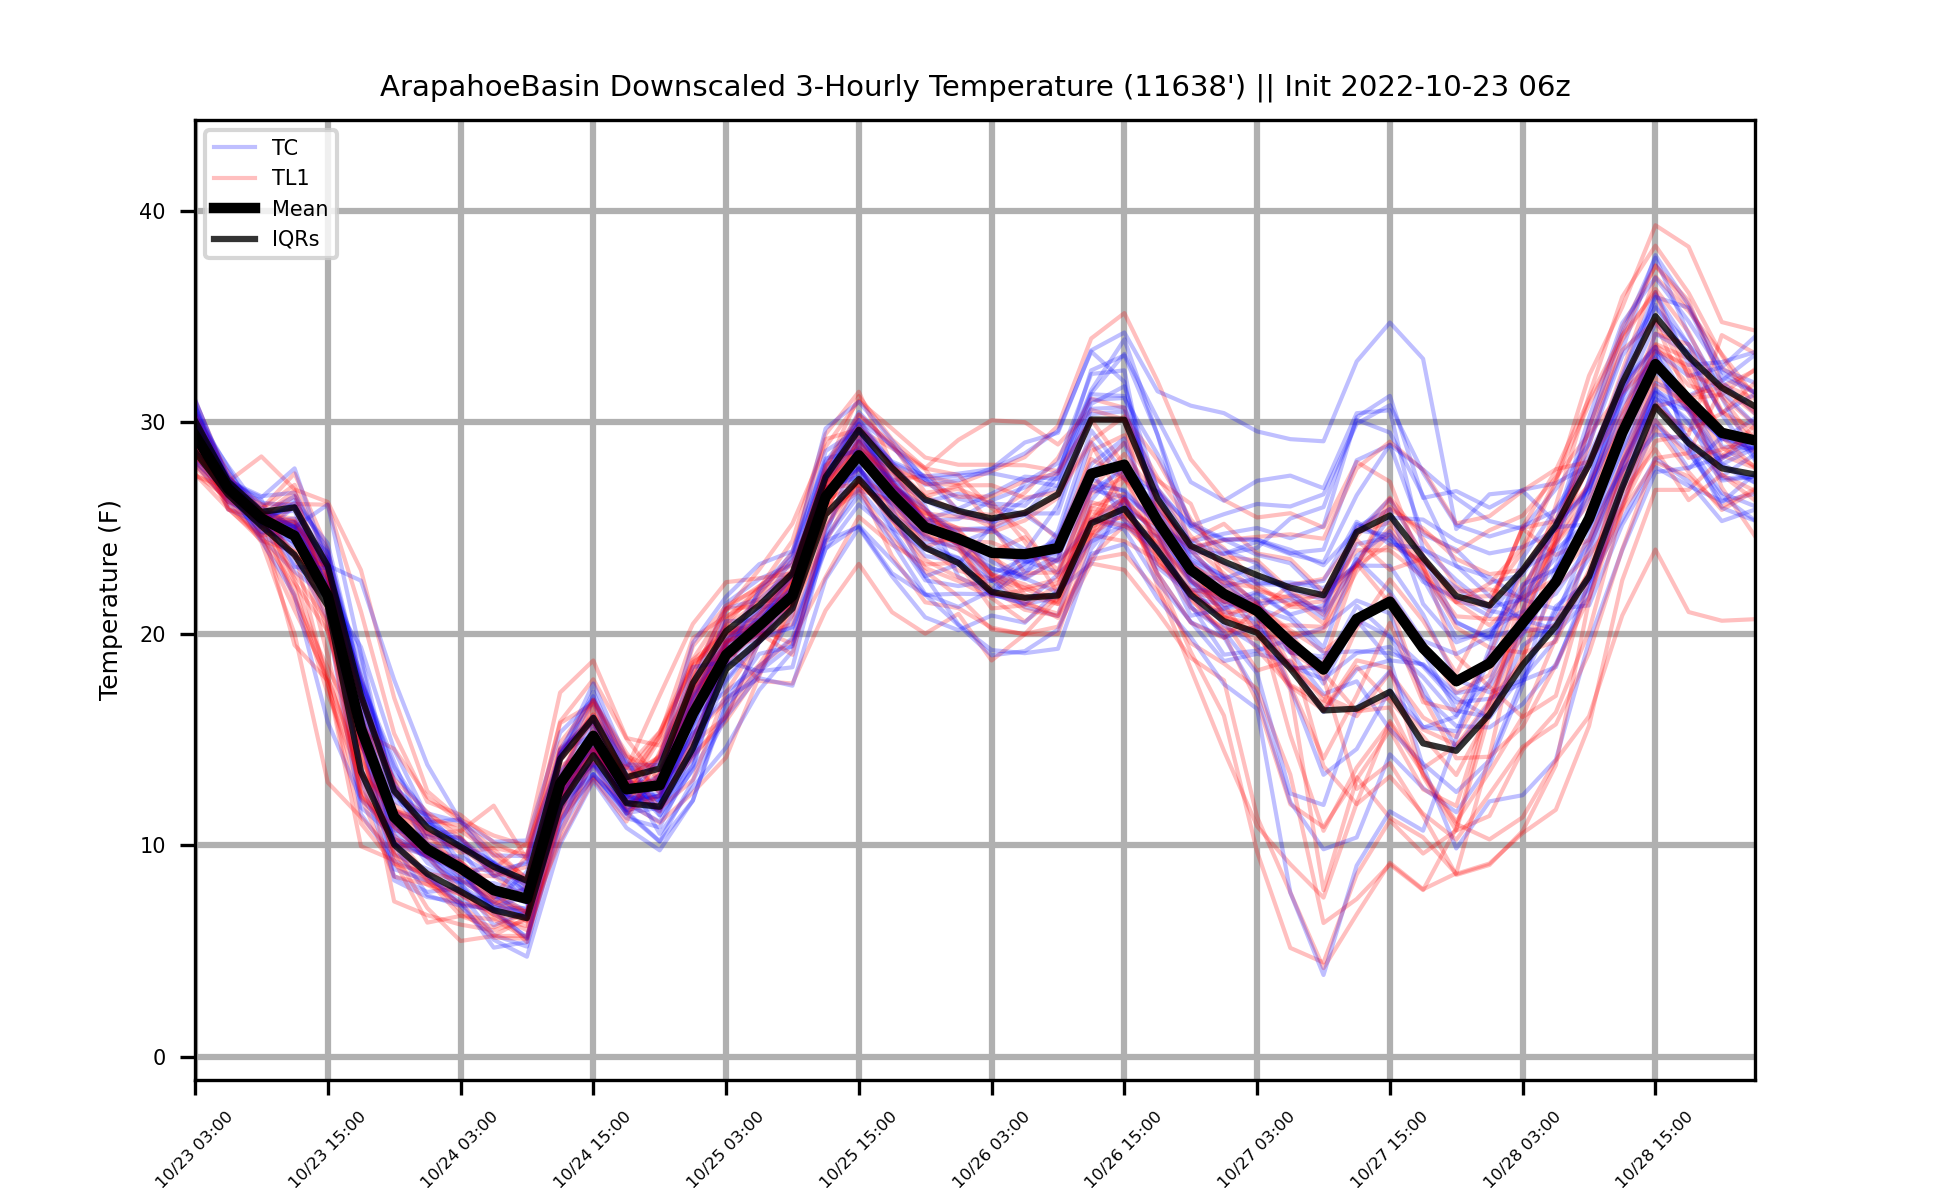 ArapahoeBasin Downscaled 3-Hourly Temperature (11638') || Init 2022-10-23 06z
TC
TL1
Mean
IQRs
Temperature (F)
40
30
20
10
0
10/23 03:00
10/23 15:00
10/24 03:00
10/24 15:00
10/25 03:00
10/25 15:00
10/26 03:00
10/26 15:00
10/27 03:00
10/27 15:00
10/28 03:00
10/28 15:00